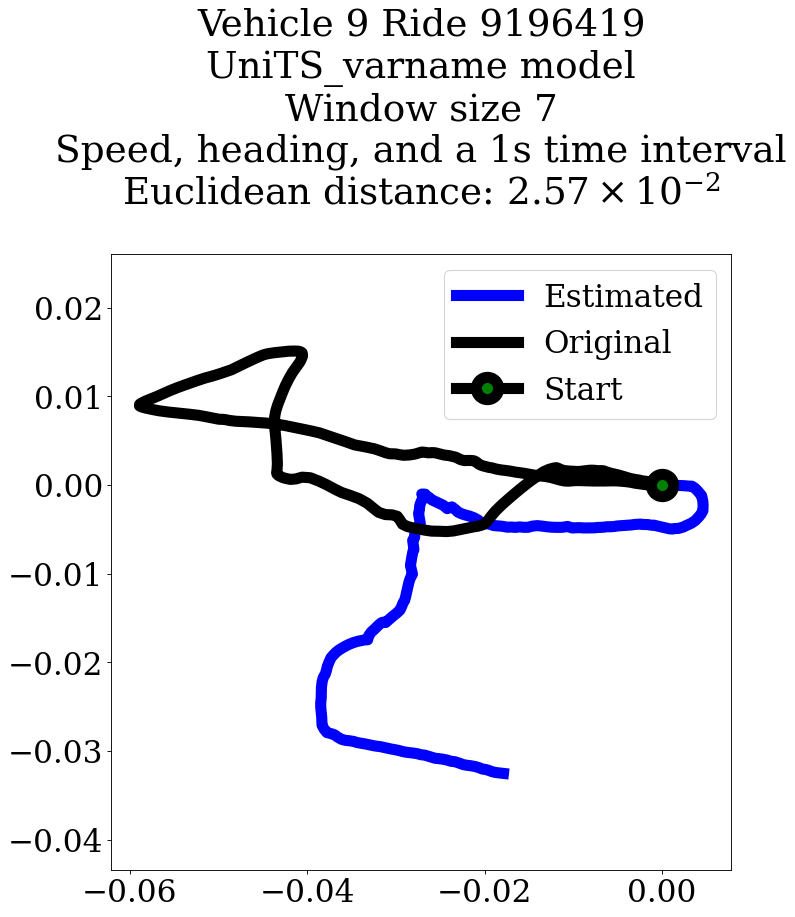 Vehicle 9 Ride 9196419
UniTS_varname model
Window size 7
Speed, heading, and a 1s time interval
Euclidean distance: 2.57 × 10⁻²
Estimated
Original
Start
0.02
0.01
0.00
−0.01
−0.02
−0.03
−0.04
−0.06 −0.04 −0.02 0.00